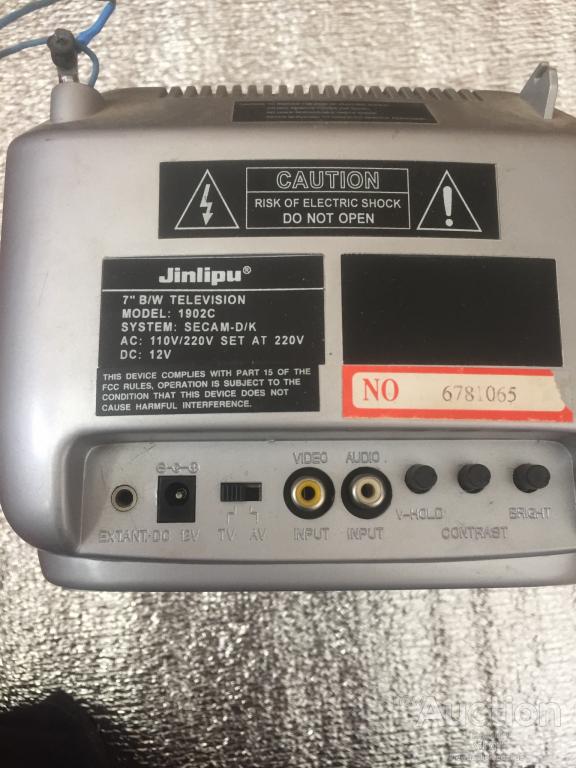 CAUTION
RISK OF ELECTRIC SHOCK
DO NOT OPEN
Jinlipu®
7" B/W TELEVISION
MODEL: 1902C
SYSTEM: SECAM-D/K
AC: 110V/220V SET AT 220V
DC: 12V
THIS DEVICE COMPLIES WITH PART 15 OF THE
FCC RULES, OPERATION IS SUBJECT TO THE
CONDITION THAT THIS DEVICE DOES NOT
CAUSE HARMFUL INTERFERENCE.
NO 6781065
VIDEO AUDIO
EXTANT. DC 12V TV AV INPUT INPUT V-HOLD CONTRAST BRIGHT
Auction